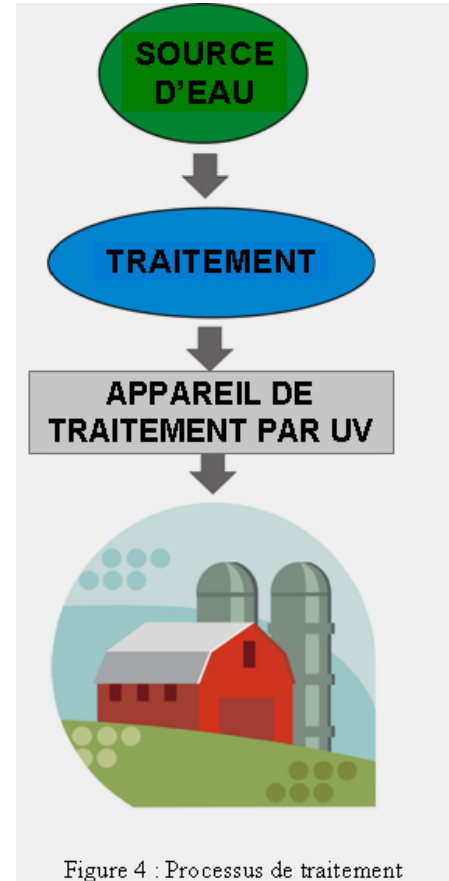 SOURCE
D'EAU
TRAITEMENT
APPAREIL DE
TRAITEMENT PAR UV
Figure 4 : Processus de traitement